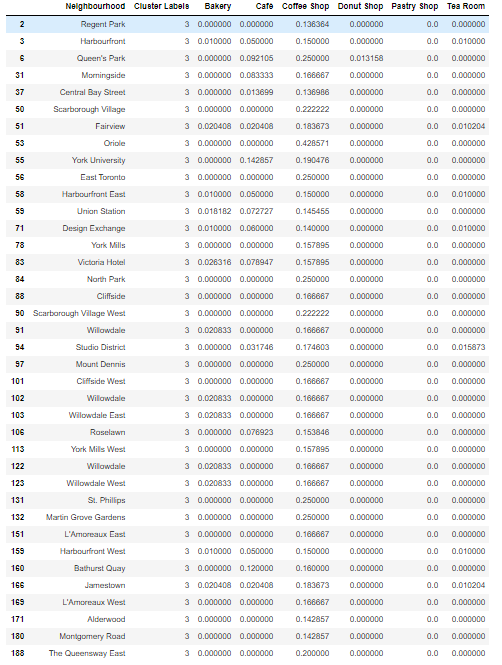 Neighbourhood Cluster Labels Bakery Café Coffee Shop Donut Shop Pastry Shop Tea Room
2 Regent Park 3 0.000000 0.000000 0.136364 0.000000 0.0 0.000000
3 Harbourfront 3 0.010000 0.050000 0.150000 0.000000 0.0 0.010000
6 Queen's Park 3 0.000000 0.092105 0.250000 0.013158 0.0 0.000000
31 Morningside 3 0.000000 0.083333 0.166667 0.000000 0.0 0.000000
37 Central Bay Street 3 0.000000 0.013699 0.136986 0.000000 0.0 0.000000
50 Scarborough Village 3 0.000000 0.000000 0.222222 0.000000 0.0 0.000000
51 Fairview 3 0.020408 0.020408 0.183673 0.000000 0.0 0.010204
53 Oriole 3 0.000000 0.000000 0.428571 0.000000 0.0 0.000000
55 York University 3 0.000000 0.142857 0.190476 0.000000 0.0 0.000000
56 East Toronto 3 0.000000 0.000000 0.250000 0.000000 0.0 0.000000
58 Harbourfront East 3 0.010000 0.050000 0.150000 0.000000 0.0 0.010000
59 Union Station 3 0.018182 0.072727 0.145455 0.000000 0.0 0.000000
71 Design Exchange 3 0.010000 0.060000 0.140000 0.000000 0.0 0.010000
78 York Mills 3 0.000000 0.000000 0.157895 0.000000 0.0 0.000000
83 Victoria Hotel 3 0.026316 0.078947 0.157895 0.000000 0.0 0.000000
84 North Park 3 0.000000 0.000000 0.250000 0.000000 0.0 0.000000
88 Cliffside 3 0.000000 0.000000 0.166667 0.000000 0.0 0.000000
90 Scarborough Village West 3 0.000000 0.000000 0.222222 0.000000 0.0 0.000000
91 Willowdale 3 0.020833 0.000000 0.166667 0.000000 0.0 0.000000
94 Studio District 3 0.000000 0.031746 0.174603 0.000000 0.0 0.015873
97 Mount Dennis 3 0.000000 0.000000 0.250000 0.000000 0.0 0.000000
101 Cliffside West 3 0.000000 0.000000 0.166667 0.000000 0.0 0.000000
102 Willowdale 3 0.020833 0.000000 0.166667 0.000000 0.0 0.000000
103 Willowdale East 3 0.020833 0.000000 0.166667 0.000000 0.0 0.000000
106 Roselawn 3 0.000000 0.076923 0.153846 0.000000 0.0 0.000000
113 York Mills West 3 0.000000 0.000000 0.157895 0.000000 0.0 0.000000
122 Willowdale 3 0.020833 0.000000 0.166667 0.000000 0.0 0.000000
123 Willowdale West 3 0.020833 0.000000 0.166667 0.000000 0.0 0.000000
131 St. Phillips 3 0.000000 0.000000 0.250000 0.000000 0.0 0.000000
132 Martin Grove Gardens 3 0.000000 0.000000 0.250000 0.000000 0.0 0.000000
151 L'Amoreaux East 3 0.000000 0.000000 0.166667 0.000000 0.0 0.000000
159 Harbourfront West 3 0.010000 0.050000 0.150000 0.000000 0.0 0.010000
160 Bathurst Quay 3 0.000000 0.120000 0.160000 0.000000 0.0 0.000000
166 Jamestown 3 0.020408 0.020408 0.183673 0.000000 0.0 0.010204
169 L'Amoreaux West 3 0.000000 0.000000 0.166667 0.000000 0.0 0.000000
171 Alderwood 3 0.000000 0.000000 0.142857 0.000000 0.0 0.000000
180 Montgomery Road 3 0.000000 0.000000 0.142857 0.000000 0.0 0.000000
188 The Queensway East 3 0.000000 0.000000 0.200000 0.000000 0.0 0.000000